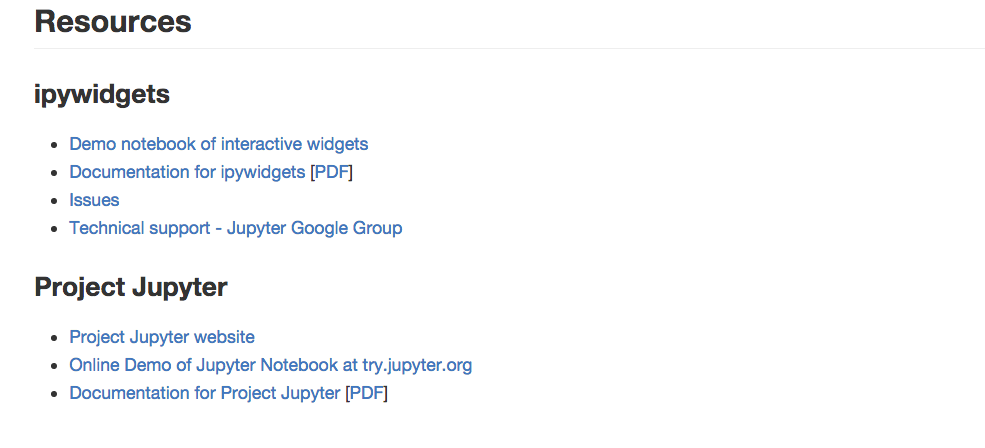 Resources
ipywidgets
Demo notebook of interactive widgets
Documentation for ipywidgets [PDF]
Issues
Technical support - Jupyter Google Group
Project Jupyter
Project Jupyter website
Online Demo of Jupyter Notebook at try.jupyter.org
Documentation for Project Jupyter [PDF]